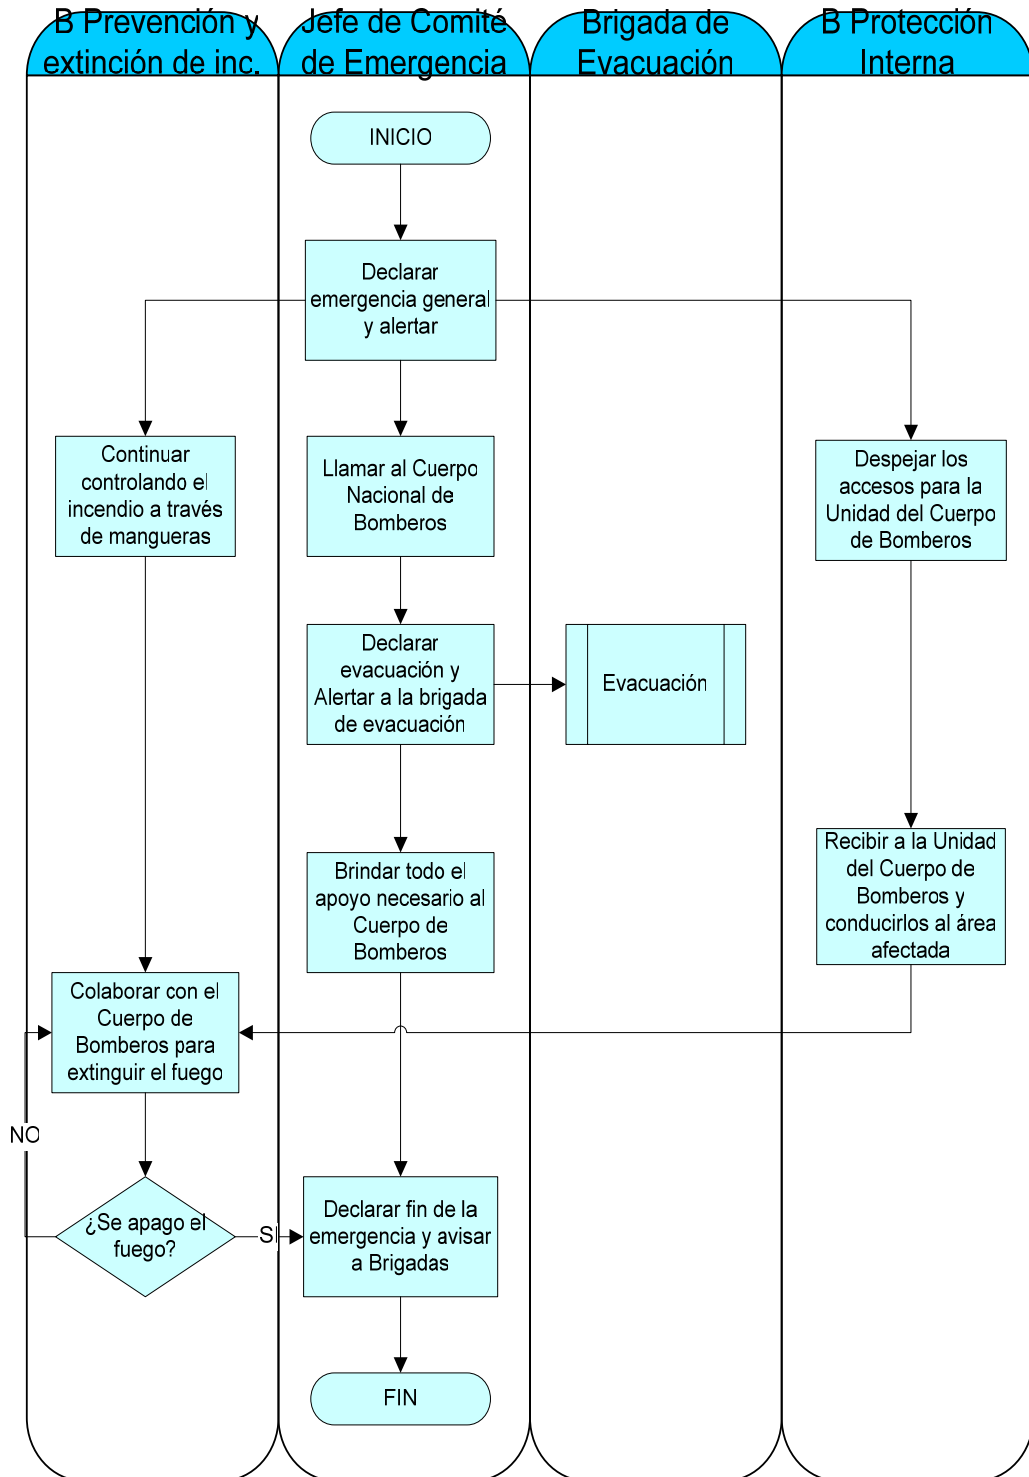 B Prevención y
extinción de inc.
Jefe de Comité
de Emergencia
Brigada de
Evacuación
B Protección
Interna
INICIO
Declarar
emergencia general
y alertar
Continuar
controlando el
incendio a través
de mangueras
Llamar al Cuerpo
Nacional de
Bomberos
Despejar los
accesos para la
Unidad del Cuerpo
de Bomberos
Declarar
evacuación y
Alertar a la brigada
de evacuación
Evacuación
Brindar todo el
apoyo necesario al
Cuerpo de
Bomberos
Recibir a la Unidad
del Cuerpo de
Bomberos y
conducirlos al área
afectada
Colaborar con el
Cuerpo de
Bomberos para
extinguir el fuego
NO
¿Se apago el
fuego?
SI
Declarar fin de la
emergencia y avisar
a Brigadas
FIN